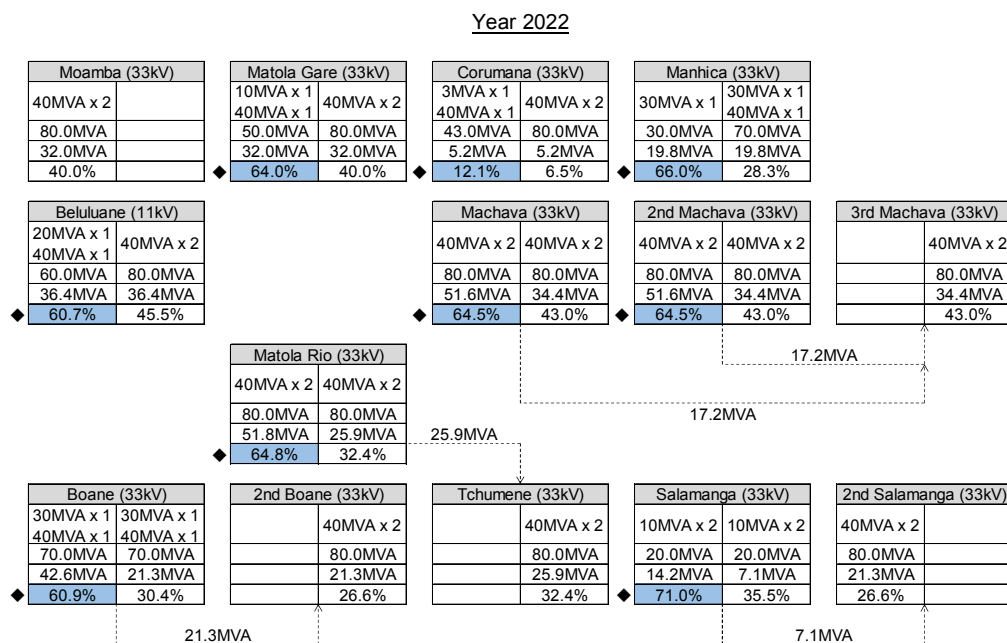 Year 2022
Moamba (33kV)
40MVA x 2
80.0MVA
32.0MVA
40.0%
Matola Gare (33kV)
10MVA x 1
40MVA x 1 40MVA x 2
50.0MVA 80.0MVA
32.0MVA 32.0MVA
◆ 64.0% 40.0%
Corumana (33kV)
3MVA x 1
40MVA x 1 40MVA x 2
43.0MVA 80.0MVA
5.2MVA 5.2MVA
◆ 12.1% 6.5%
Manhica (33kV)
30MVA x 1 30MVA x 1
40MVA x 1
30.0MVA 70.0MVA
19.8MVA 19.8MVA
◆ 66.0% 28.3%
Beluluane (11kV)
20MVA x 1
40MVA x 1 40MVA x 2
60.0MVA 80.0MVA
36.4MVA 36.4MVA
◆ 60.7% 45.5%
Machava (33kV)
40MVA x 2 40MVA x 2
80.0MVA 80.0MVA
51.6MVA 34.4MVA
◆ 64.5% 43.0%
2nd Machava (33kV)
40MVA x 2 40MVA x 2
80.0MVA 80.0MVA
51.6MVA 34.4MVA
◆ 64.5% 43.0%
3rd Machava (33kV)
40MVA x 2
80.0MVA
34.4MVA
43.0%
17.2MVA
17.2MVA
Matola Rio (33kV)
40MVA x 2 40MVA x 2
80.0MVA 80.0MVA
51.8MVA 25.9MVA
◆ 64.8% 32.4%
25.9MVA
Boane (33kV)
30MVA x 1 30MVA x 1
40MVA x 1 40MVA x 1
70.0MVA 70.0MVA
42.6MVA 21.3MVA
◆ 60.9% 30.4%
2nd Boane (33kV)
40MVA x 2
80.0MVA
21.3MVA
26.6%
Tchumene (33kV)
40MVA x 2
80.0MVA
25.9MVA
32.4%
Salamanga (33kV)
10MVA x 2 10MVA x 2
20.0MVA 20.0MVA
14.2MVA 7.1MVA
◆ 71.0% 35.5%
2nd Salamanga (33kV)
40MVA x 2
80.0MVA
21.3MVA
26.6%
21.3MVA
7.1MVA